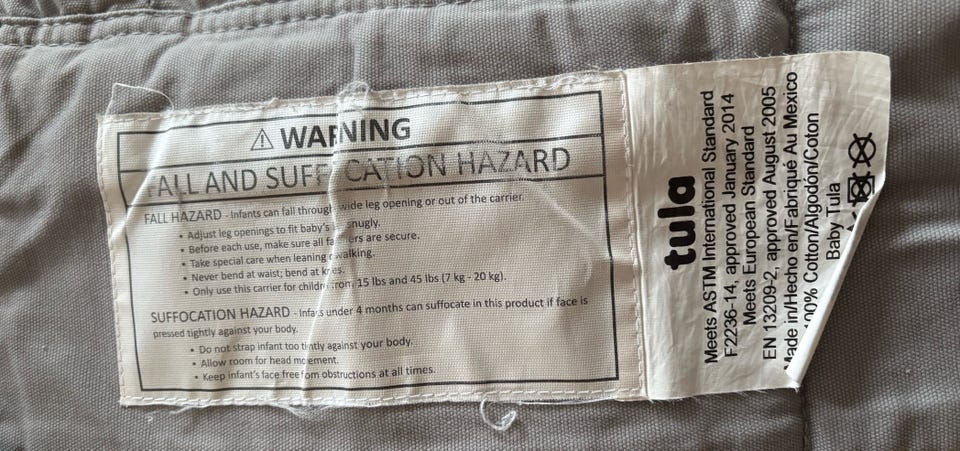 WARNING
FALL AND SUFFOCATION HAZARD
FALL HAZARD - Infants can fall through wide leg opening or out of the carrier.
• Adjust leg openings to fit baby's legs snugly.
• Before each use, make sure all fasteners are secure.
• Take special care when leaning or walking.
• Never bend at waist; bend at knees.
• Only use this carrier for children from 15 lbs and 45 lbs (7 kg - 20 kg).
SUFFOCATION HAZARD - Infants under 4 months can suffocate in this product if face is
pressed tightly against your body.
• Do not strap infant too tightly against your body.
• Allow room for head movement.
• Keep infant's face free from obstructions at all times.
tula
Meets ASTM International Standard
F2236-14, approved January 2014
Meets European Standard
EN 13209-2, approved August 2005
Made in/Hecho en/Fabriqué Au Mexico
100% Cotton/Algodón/Cotton
Baby Tula